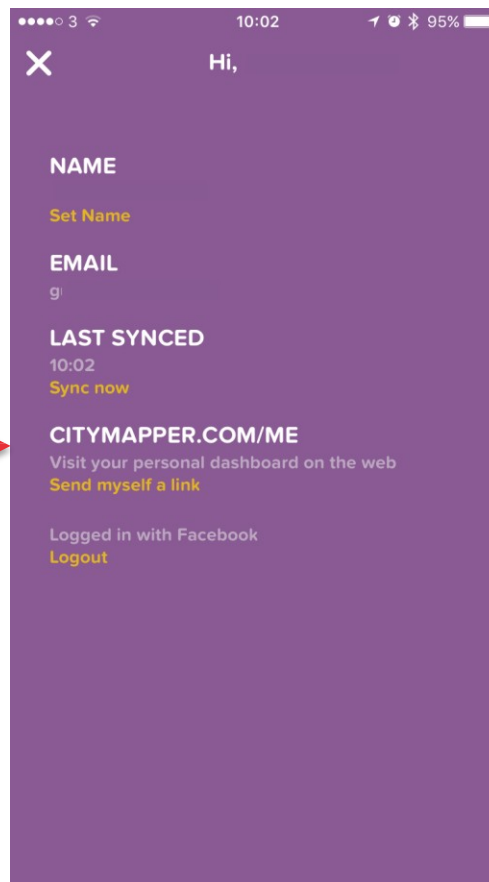 3 10:02 95%
Hi,
NAME
Set Name
EMAIL
g
LAST SYNCED
10:02
Sync now
CITYMAPPER.COM/ME
Visit your personal dashboard on the web
Send myself a link
Logged in with Facebook
Logout